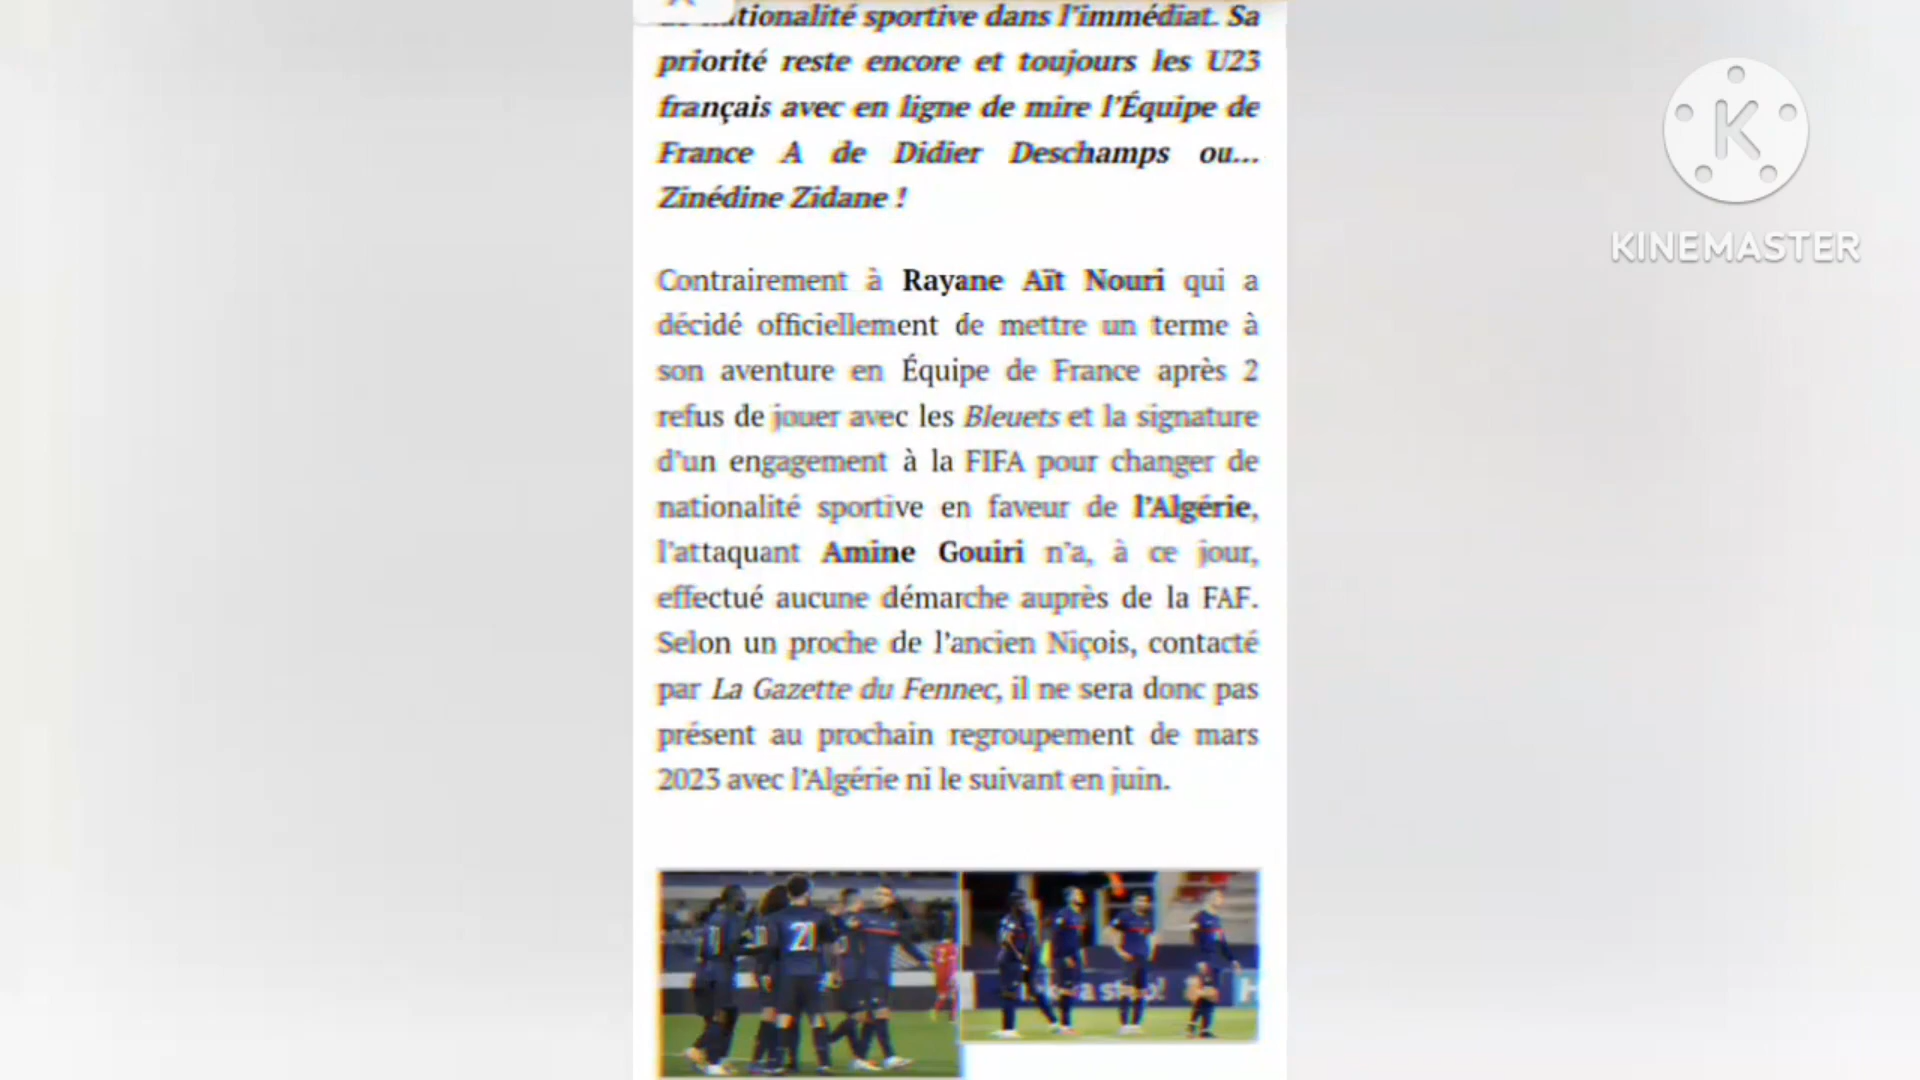 nationalité sportive dans l'immédiat. Sa
priorité reste encore et toujours les U23
français avec en ligne de mire l'Équipe de
France A de Didier Deschamps ou...
Zinédine Zidane !
Contrairement à Rayane Aït Nouri qui a
décidé officiellement de mettre un terme à
son aventure en Équipe de France après 2
refus de jouer avec les Bleuets et la signature
d'un engagement à la FIFA pour changer de
nationalité sportive en faveur de l'Algérie,
l'attaquant Amine Gouiri n'a, à ce jour,
effectué aucune démarche auprès de la FAF.
Selon un proche de l'ancien Niçois, contacté
par La Gazette du Fennec, il ne sera donc pas
présent au prochain regroupement de mars
2023 avec l'Algérie ni le suivant en juin.
K
KINEMASTER
21